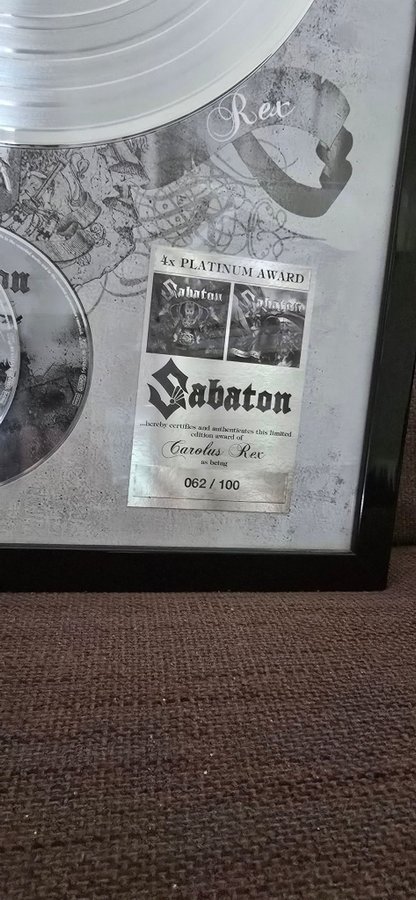 Rex
4x PLATINUM AWARD
Sabaton Sabaton
Sabaton
...hereby certifies and authenticates this limited
edition award of
Carolus Rex
as being
062 / 100